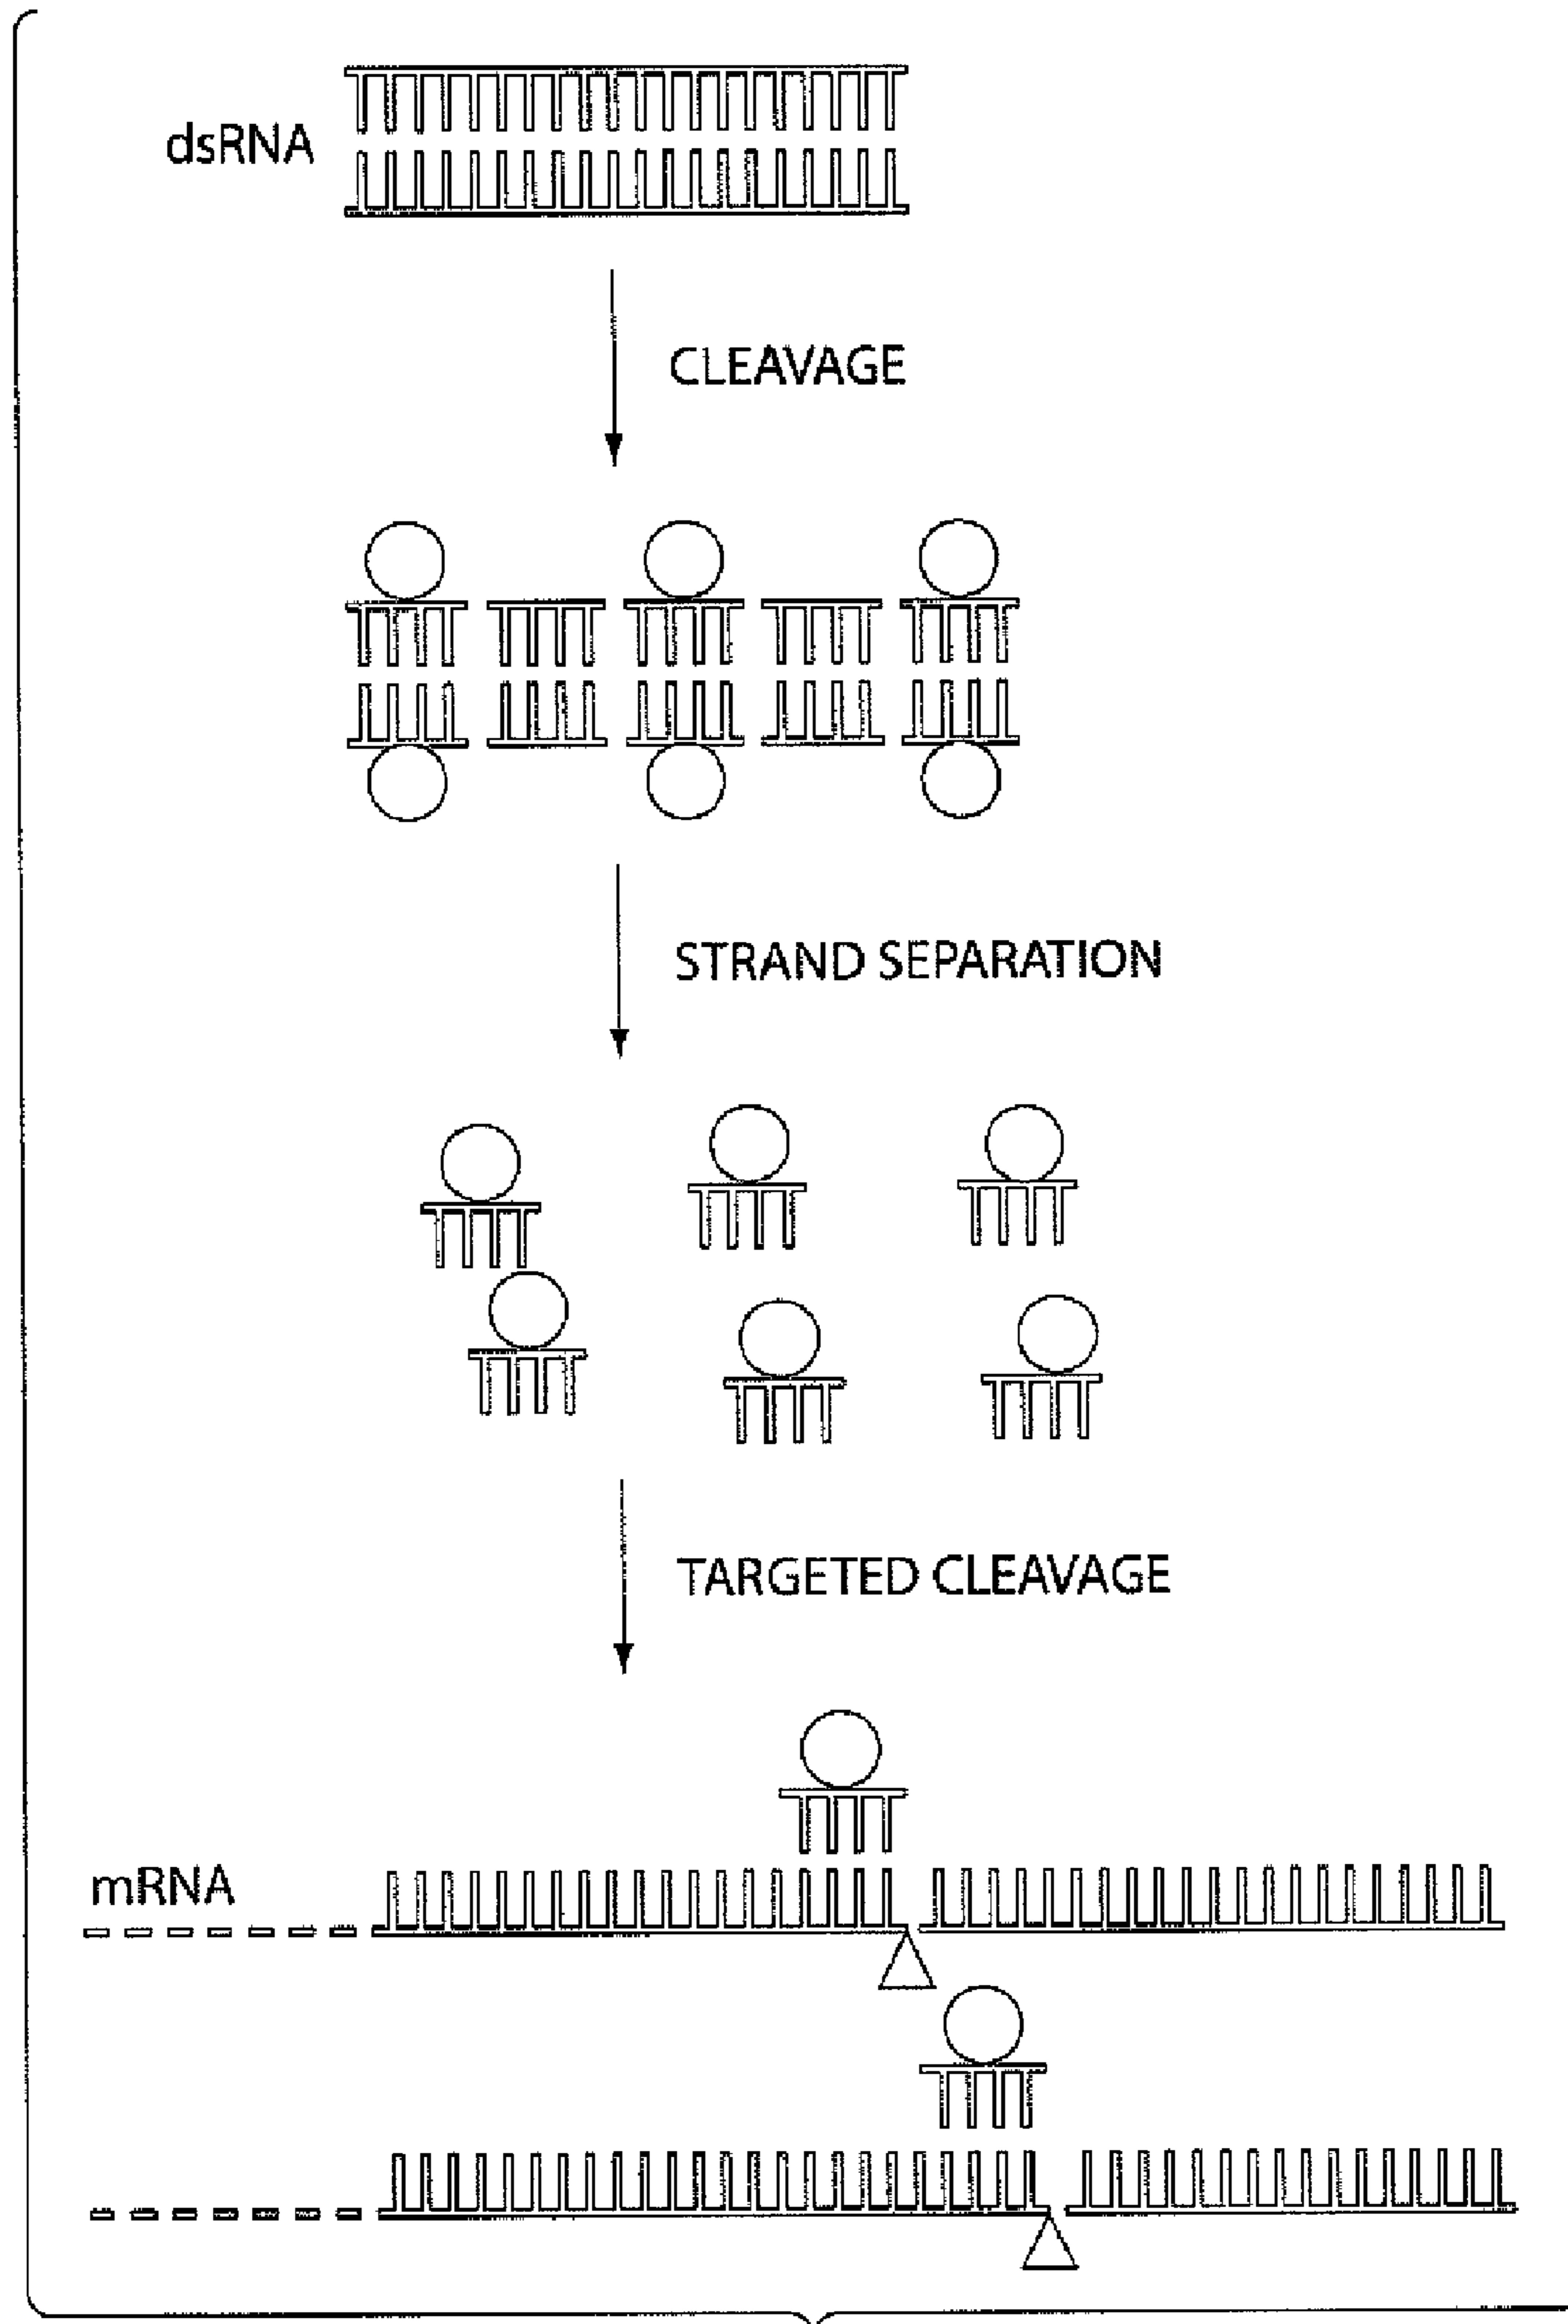 dsRNA
CLEAVAGE
STRAND SEPARATION
TARGETED CLEAVAGE
mRNA